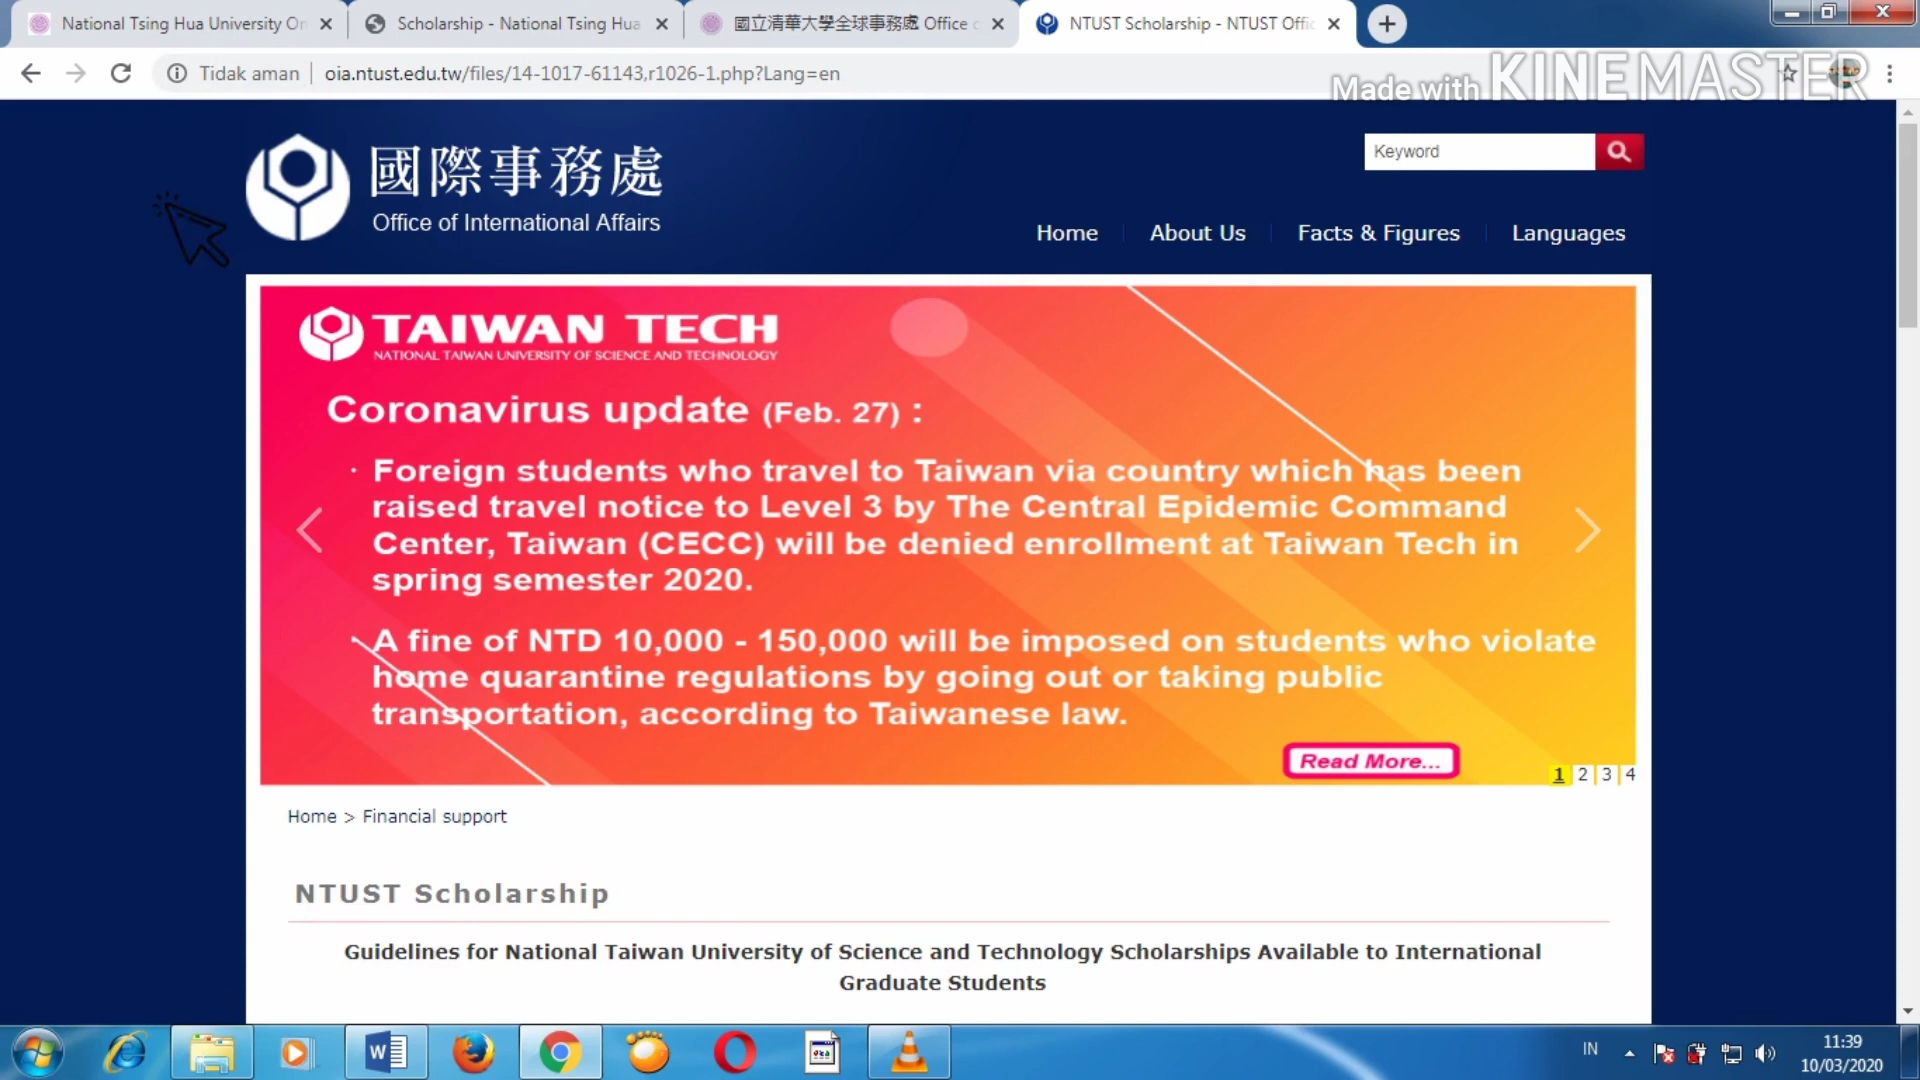 National Tsing Hua University On
Scholarship - National Tsing Hua
國立清華大學全球事務處 Office o
NTUST Scholarship - NTUST Offic
Tidak aman
oia.ntust.edu.tw/files/14-1017-61143,r1026-1.php?Lang=en
Made with KINEMASTER
國際事務處
Office of International Affairs
Keyword
Home
About Us
Facts & Figures
Languages
TAIWAN TECH
NATIONAL TAIWAN UNIVERSITY OF SCIENCE AND TECHNOLOGY
Coronavirus update (Feb. 27) :
· Foreign students who travel to Taiwan via country which has been
raised travel notice to Level 3 by The Central Epidemic Command
Center, Taiwan (CECC) will be denied enrollment at Taiwan Tech in
spring semester 2020.
· A fine of NTD 10,000 - 150,000 will be imposed on students who violate
home quarantine regulations by going out or taking public
transportation, according to Taiwanese law.
Read More...
1 2 3 4
Home > Financial support
NTUST Scholarship
Guidelines for National Taiwan University of Science and Technology Scholarships Available to International
Graduate Students
IN
11:39
10/03/2020